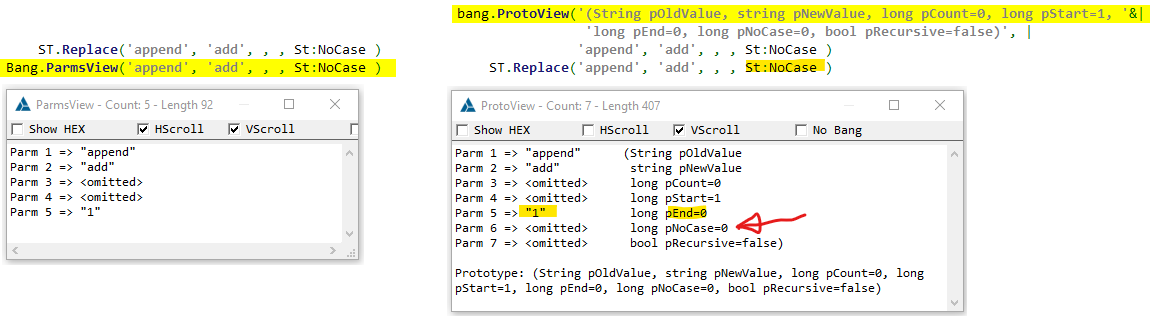 ST.Replace('append', 'add', , , St:NoCase )
Bang.ParmsView('append', 'add', , , St:NoCase )
ParmsView - Count: 5 - Length 92
Show HEX HScroll VScroll
Parm 1 => "append"
Parm 2 => "add"
Parm 3 => <omitted>
Parm 4 => <omitted>
Parm 5 => "1"
bang.ProtoView('(String pOldValue, string pNewValue, long pCount=0, long pStart=1, '&|
'long pEnd=0, long pNoCase=0, bool pRecursive=false)', |
'append', 'add', , , St:NoCase )
ST.Replace('append', 'add', , , St:NoCase )
ProtoView - Count: 7 - Length 407
Show HEX HScroll VScroll No Bang
Parm 1 => "append" (String pOldValue
Parm 2 => "add" string pNewValue
Parm 3 => <omitted> long pCount=0
Parm 4 => <omitted> long pStart=1
Parm 5 => "1" long pEnd=0
Parm 6 => <omitted> long pNoCase=0
Parm 7 => <omitted> bool pRecursive=false)
Prototype: (String pOldValue, string pNewValue, long pCount=0, long
pStart=1, long pEnd=0, long pNoCase=0, bool pRecursive=false)